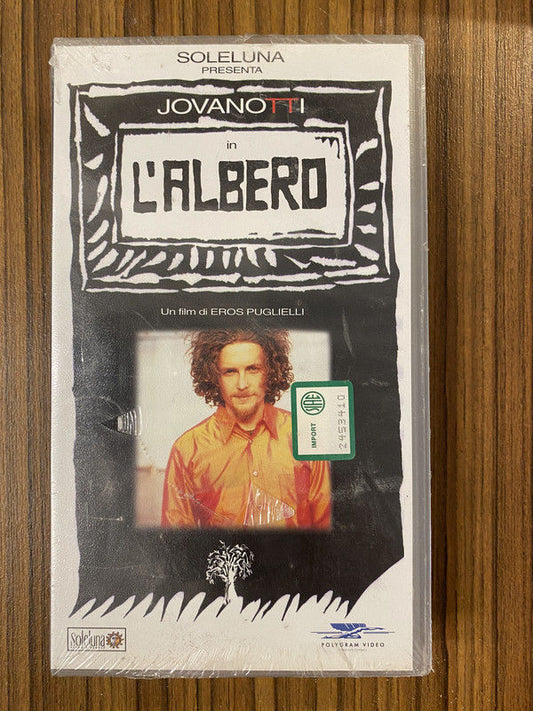 SOLELUNA
PRESENTA
JOVANOTTI
in
L'ALBERO
Un film di EROS PUGLIELLI
IMPORT
2453410
Soleluna
POLYGRAM VIDEO